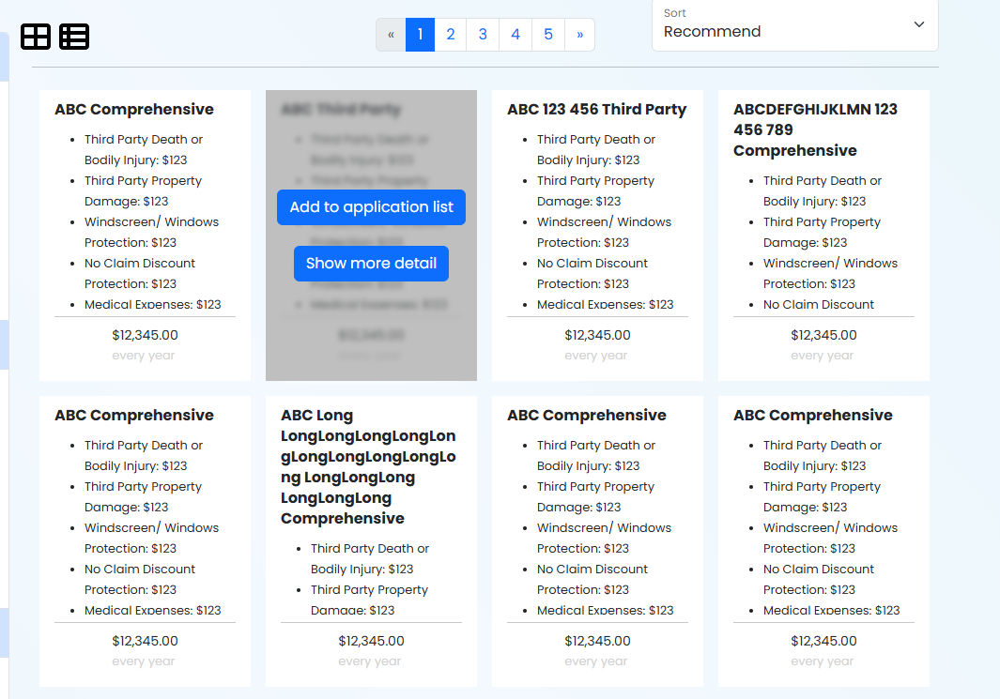 Sort
Recommend
« 1 2 3 4 5 »
ABC Comprehensive
Third Party Death or
Bodily Injury: $123
Third Party Property
Damage: $123
Windscreen/ Windows
Protection: $123
No Claim Discount
Protection: $123
Medical Expenses: $123
$12,345.00
every year
ABC Third Party
Third Party Death or
Bodily Injury: $123
Third Party Property
Add to application list
Show more detail
Medical Expenses: $123
$12,345.00
every year
ABC 123 456 Third Party
Third Party Death or
Bodily Injury: $123
Third Party Property
Damage: $123
Windscreen/ Windows
Protection: $123
No Claim Discount
Protection: $123
Medical Expenses: $123
$12,345.00
every year
ABCDEFGHIJKLMN 123
456 789
Comprehensive
Third Party Death or
Bodily Injury: $123
Third Party Property
Damage: $123
Windscreen/ Windows
Protection: $123
No Claim Discount
$12,345.00
every year
ABC Comprehensive
Third Party Death or
Bodily Injury: $123
Third Party Property
Damage: $123
Windscreen/ Windows
Protection: $123
No Claim Discount
Protection: $123
Medical Expenses: $123
$12,345.00
every year
ABC Long
LongLongLongLongLon
gLongLongLongLongLo
ng LongLongLong
LongLongLong
Comprehensive
Third Party Death or
Bodily Injury: $123
Third Party Property
Damage: $123
$12,345.00
every year
ABC Comprehensive
Third Party Death or
Bodily Injury: $123
Third Party Property
Damage: $123
Windscreen/ Windows
Protection: $123
No Claim Discount
Protection: $123
Medical Expenses: $123
$12,345.00
every year
ABC Comprehensive
Third Party Death or
Bodily Injury: $123
Third Party Property
Damage: $123
Windscreen/ Windows
Protection: $123
No Claim Discount
Protection: $123
Medical Expenses: $123
$12,345.00
every year